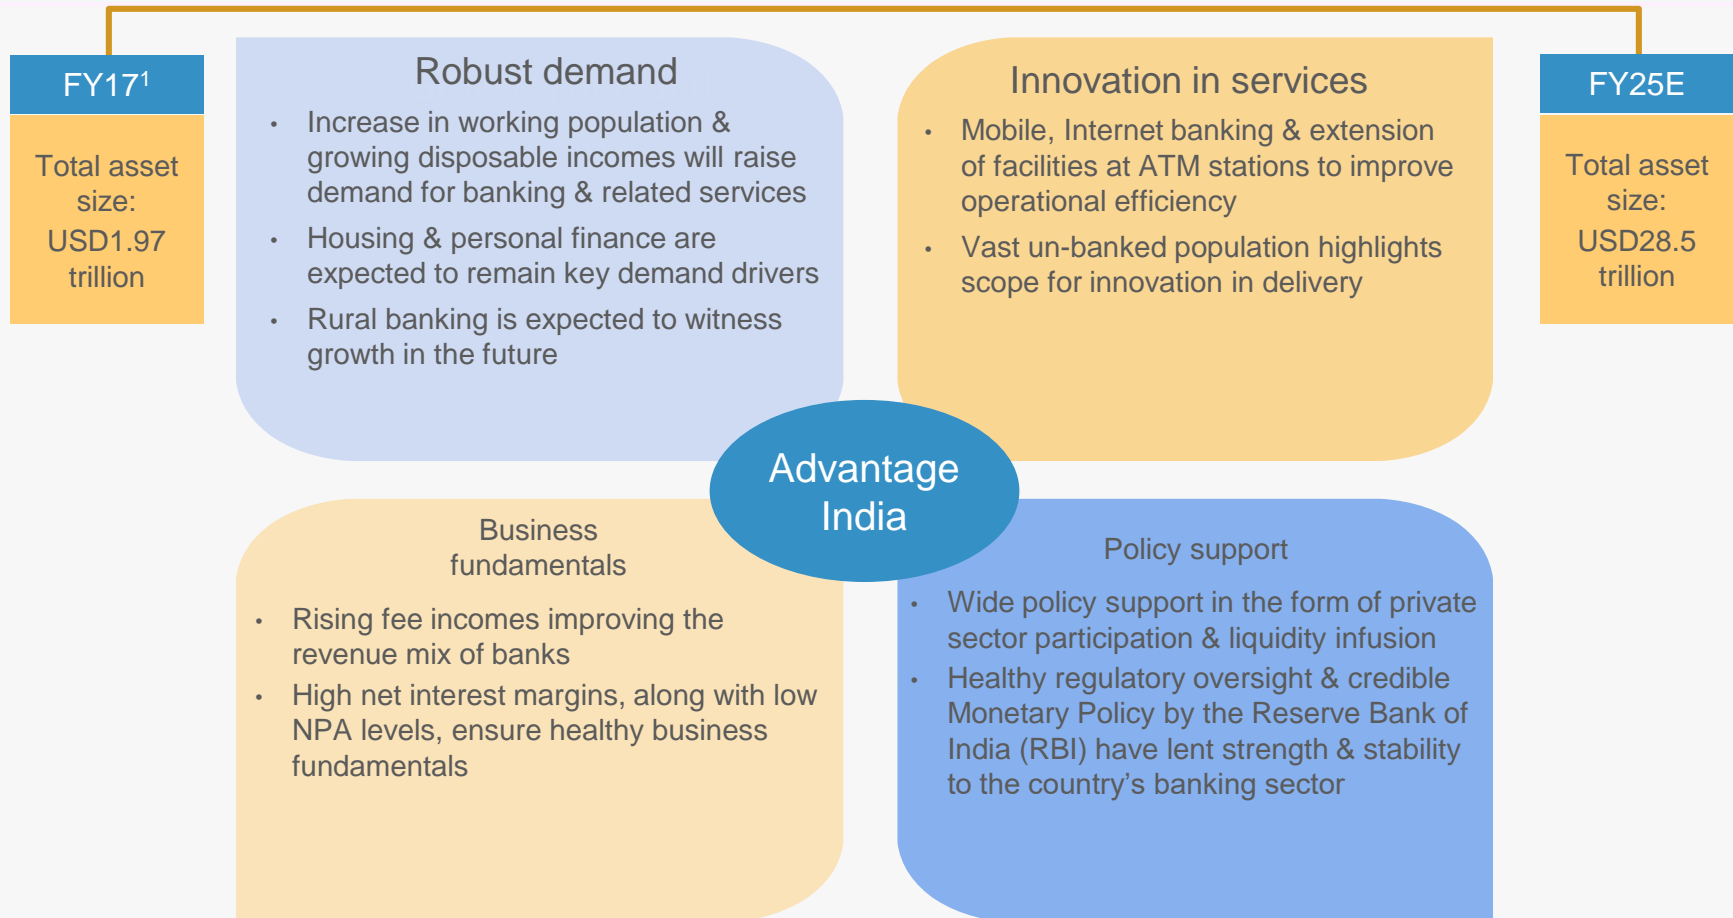 FY17¹
Total asset
size:
USD1.97
trillion
Robust demand
• Increase in working population &
growing disposable incomes will raise
demand for banking & related services
• Housing & personal finance are
expected to remain key demand drivers
• Rural banking is expected to witness
growth in the future
Innovation in services
• Mobile, Internet banking & extension
of facilities at ATM stations to improve
operational efficiency
• Vast un-banked population highlights
scope for innovation in delivery
FY25E
Total asset
size:
USD28.5
trillion
Advantage
India
Business
fundamentals
• Rising fee incomes improving the
revenue mix of banks
• High net interest margins, along with low
NPA levels, ensure healthy business
fundamentals
Policy support
• Wide policy support in the form of private
sector participation & liquidity infusion
• Healthy regulatory oversight & credible
Monetary Policy by the Reserve Bank of
India (RBI) have lent strength & stability
to the country’s banking sector